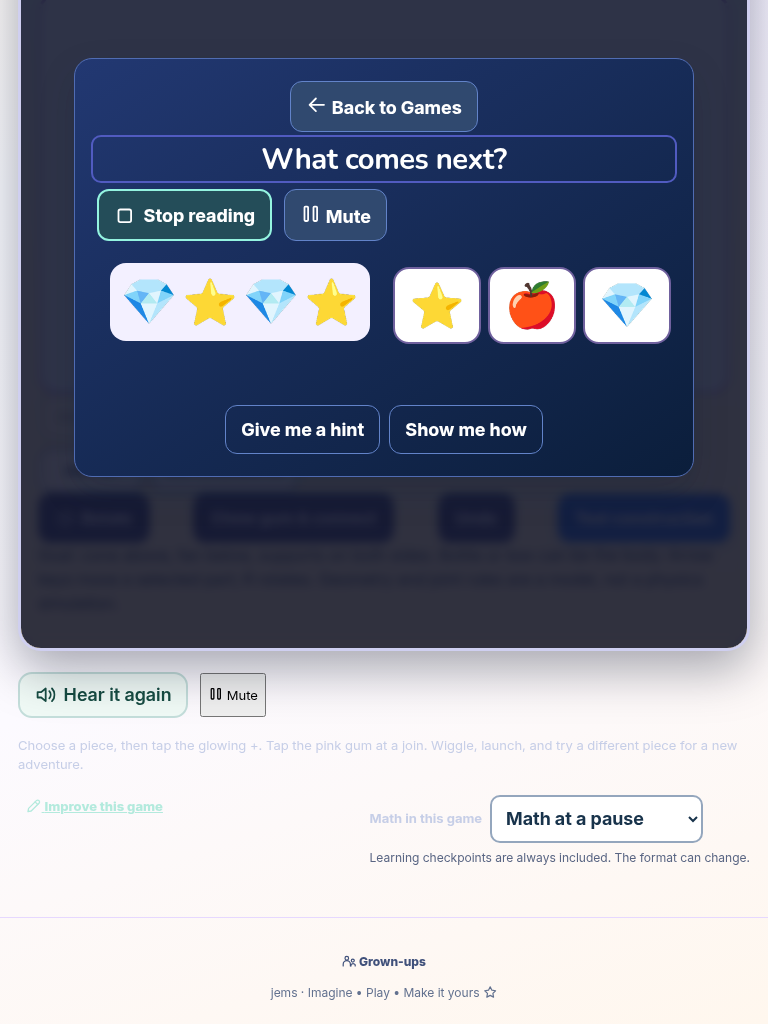 Back to Games
What comes next?
Stop reading
Mute
Give me a hint
Show me how
Hear it again
Mute
Choose a piece, then tap the glowing +. Tap the pink gum at a join. Wiggle, launch, and try a different piece for a new
adventure.
Improve this game
Math in this game
Math at a pause
Learning checkpoints are always included. The format can change.
Grown-ups
jems · Imagine • Play • Make it yours